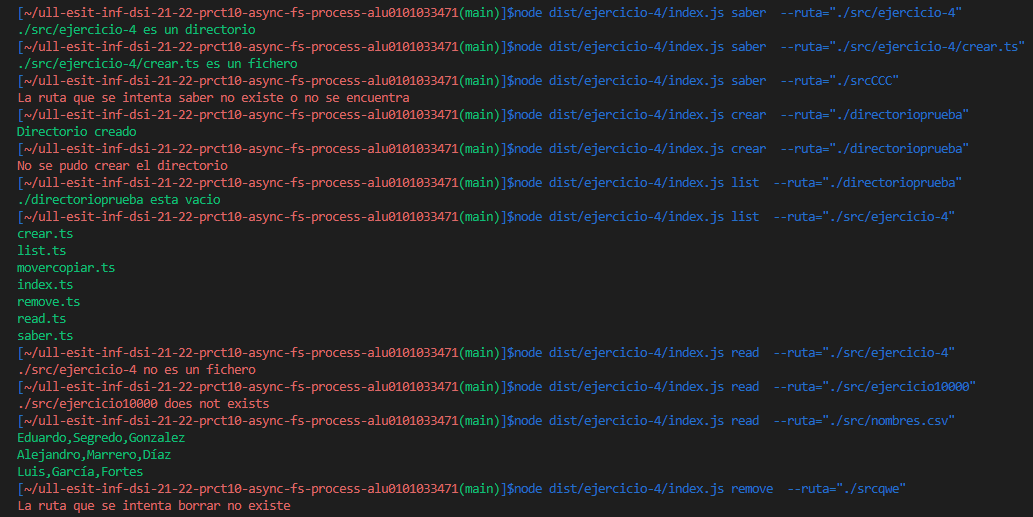 [~/ull-esit-inf-dsi-21-22-prct10-async-fs-process-alu0101033471(main)]$node dist/ejercicio-4/index.js saber  --ruta="./src/ejercicio-4"
./src/ejercicio-4 es un directorio
[~/ull-esit-inf-dsi-21-22-prct10-async-fs-process-alu0101033471(main)]$node dist/ejercicio-4/index.js saber  --ruta="./src/ejercicio-4/crear.ts"
./src/ejercicio-4/crear.ts es un fichero
[~/ull-esit-inf-dsi-21-22-prct10-async-fs-process-alu0101033471(main)]$node dist/ejercicio-4/index.js saber  --ruta="./srcCCC"
La ruta que se intenta saber no existe o no se encuentra
[~/ull-esit-inf-dsi-21-22-prct10-async-fs-process-alu0101033471(main)]$node dist/ejercicio-4/index.js crear  --ruta="./directorioprueba"
Directorio creado
[~/ull-esit-inf-dsi-21-22-prct10-async-fs-process-alu0101033471(main)]$node dist/ejercicio-4/index.js crear  --ruta="./directorioprueba"
No se pudo crear el directorio
[~/ull-esit-inf-dsi-21-22-prct10-async-fs-process-alu0101033471(main)]$node dist/ejercicio-4/index.js list  --ruta="./directorioprueba"
./directorioprueba esta vacio
[~/ull-esit-inf-dsi-21-22-prct10-async-fs-process-alu0101033471(main)]$node dist/ejercicio-4/index.js list  --ruta="./src/ejercicio-4"
crear.ts
list.ts
movercopiar.ts
index.ts
remove.ts
read.ts
saber.ts
[~/ull-esit-inf-dsi-21-22-prct10-async-fs-process-alu0101033471(main)]$node dist/ejercicio-4/index.js read  --ruta="./src/ejercicio-4"
./src/ejercicio-4 no es un fichero
[~/ull-esit-inf-dsi-21-22-prct10-async-fs-process-alu0101033471(main)]$node dist/ejercicio-4/index.js read  --ruta="./src/ejercicio10000"
./src/ejercicio10000 does not exists
[~/ull-esit-inf-dsi-21-22-prct10-async-fs-process-alu0101033471(main)]$node dist/ejercicio-4/index.js read  --ruta="./src/nombres.csv"
Eduardo,Segredo,Gonzalez
Alejandro,Marrero,Díaz
Luis,García,Fortes
[~/ull-esit-inf-dsi-21-22-prct10-async-fs-process-alu0101033471(main)]$node dist/ejercicio-4/index.js remove  --ruta="./srcqwe"
La ruta que se intenta borrar no existe